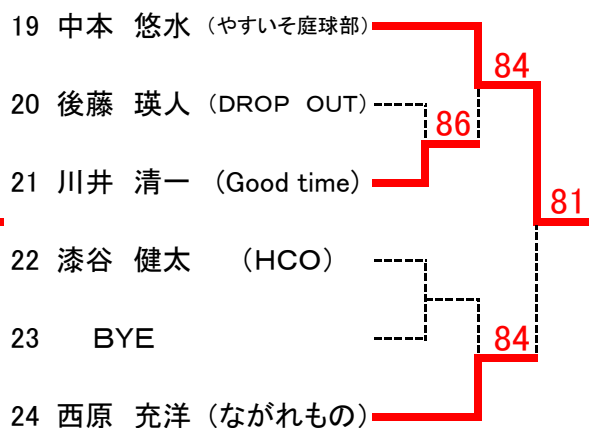 19 中本 悠水 (やすいそ庭球部)
84
20 後藤 瑛人 (DROP OUT)
86
21 川井 清一 (Good time)
81
22 漆谷 健太 (HCO)
23 BYE
84
24 西原 充洋 (ながれもの)